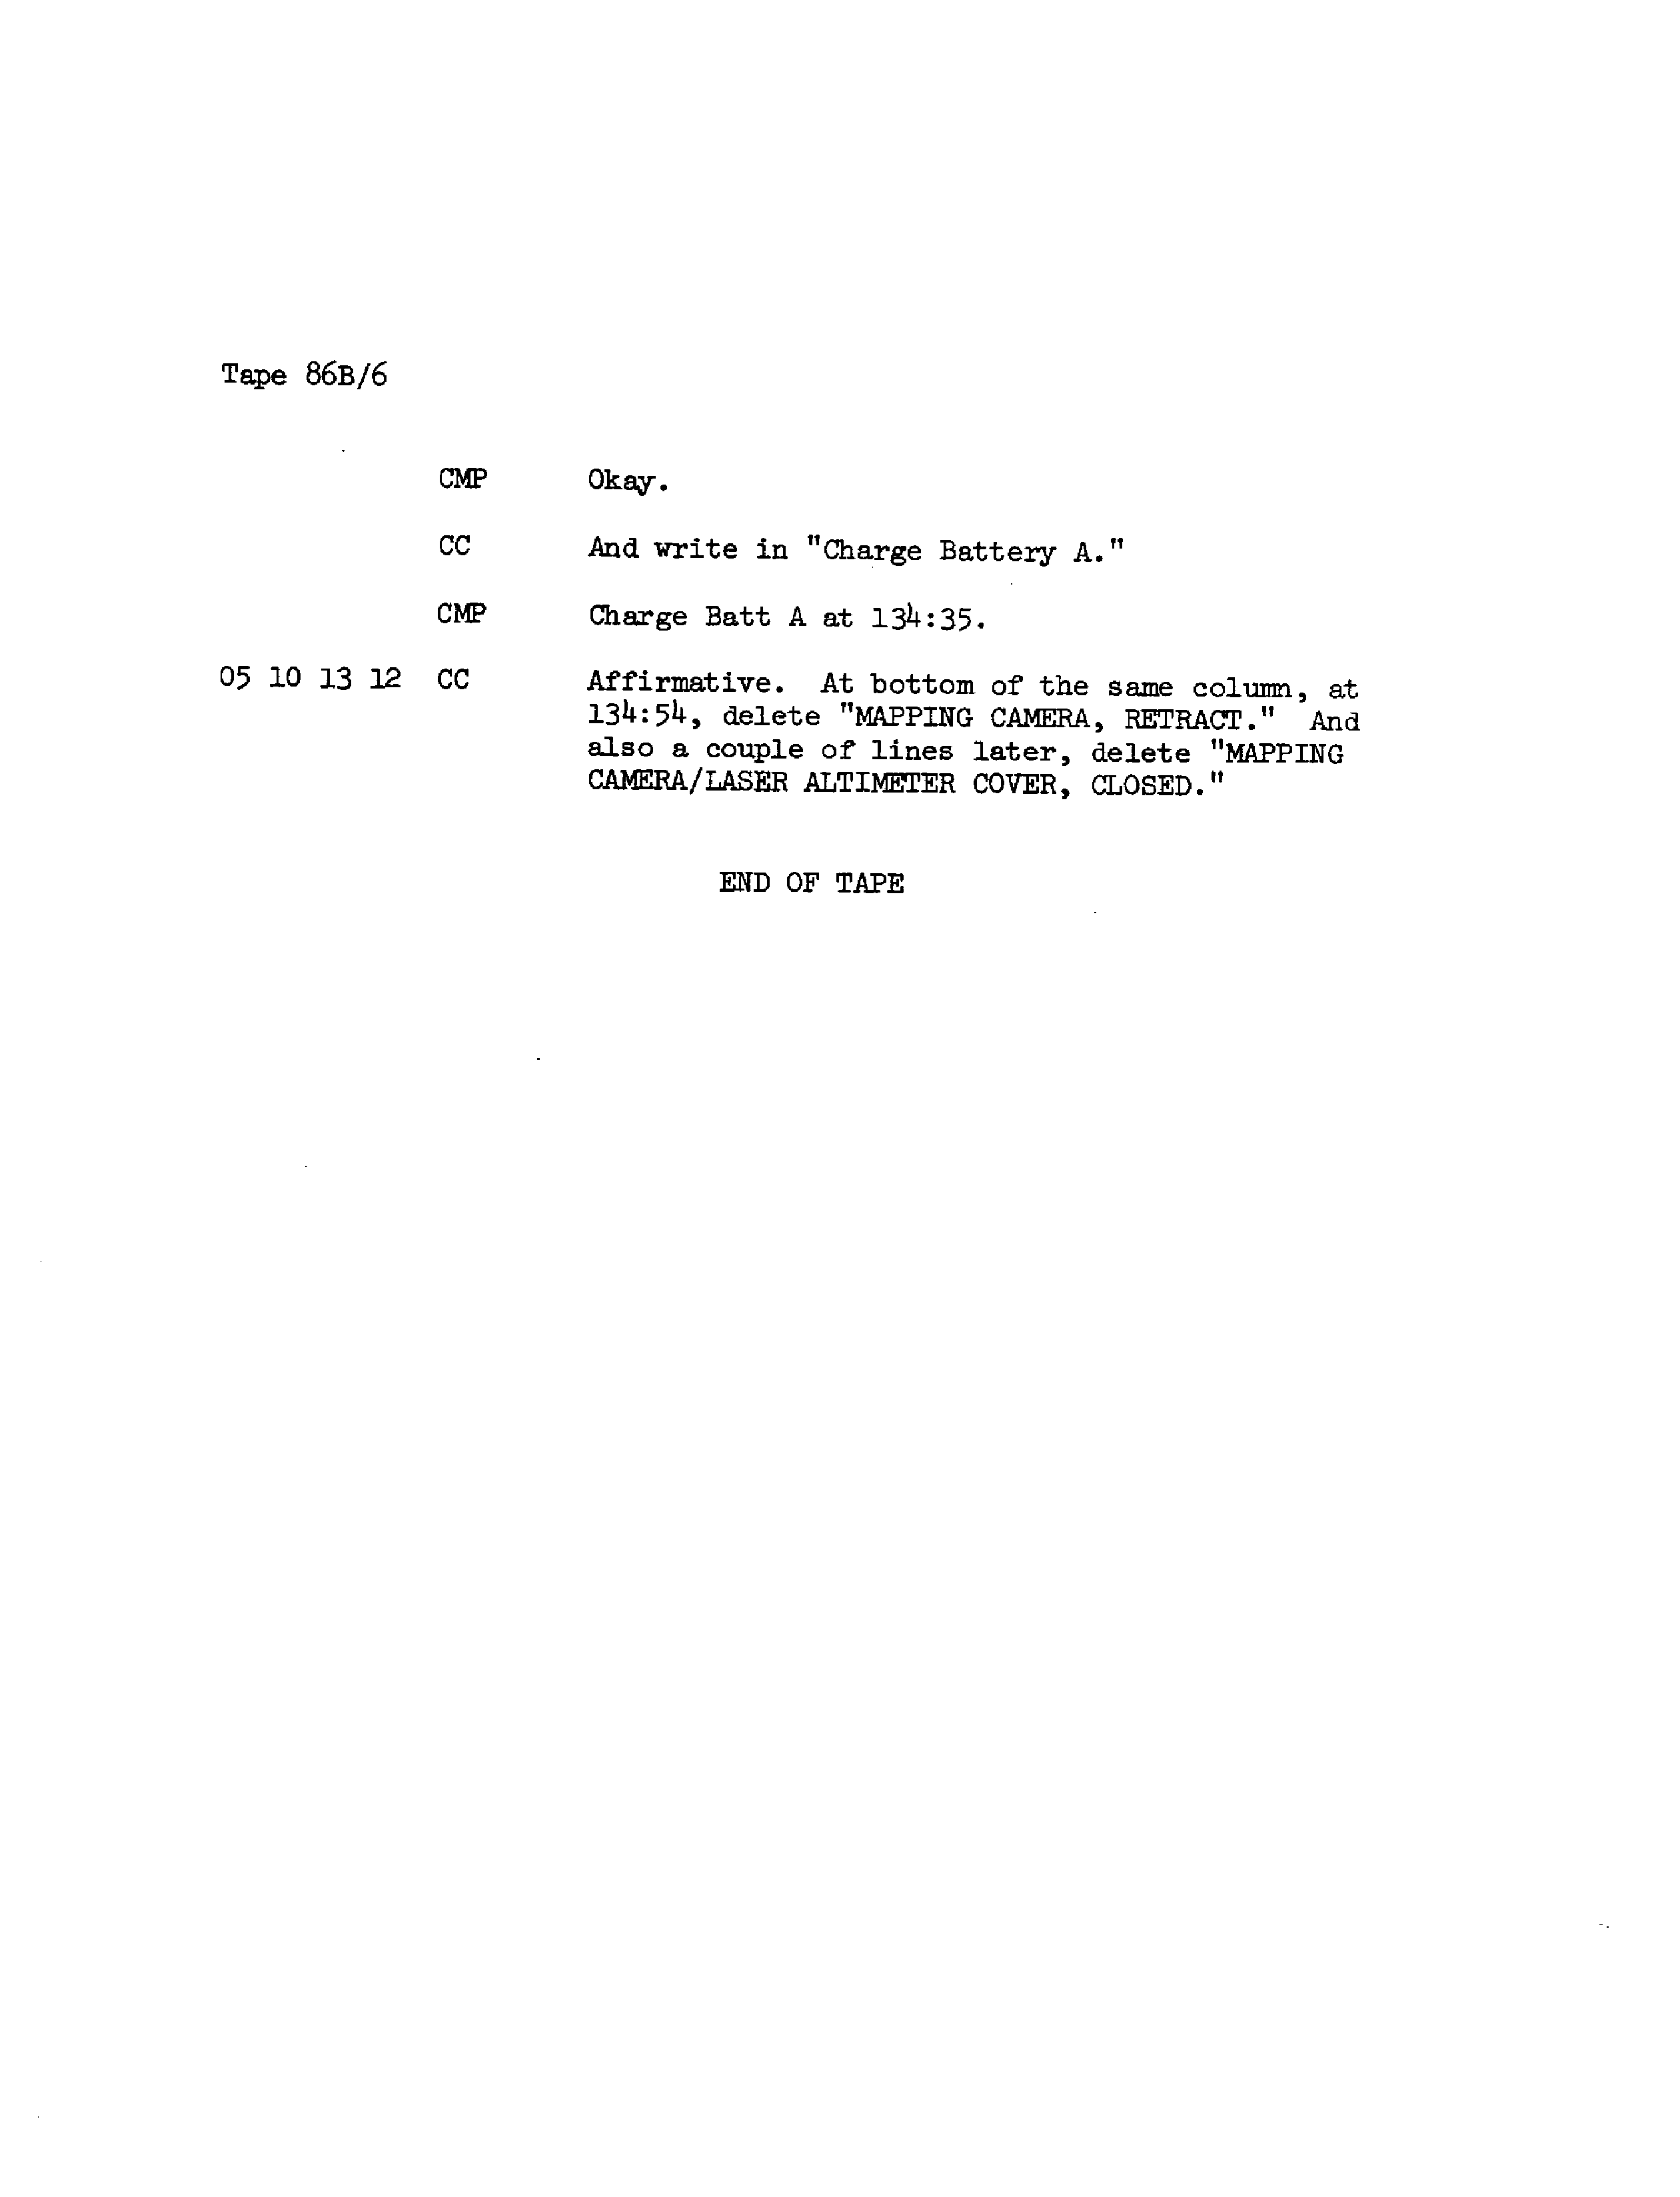 Tape 86B/6
CMP Okay.
CC And write in "Charge Battery A."
CMP Charge Batt A at 134:35.
05 10 13 12 CC Affirmative. At bottom of the same column, at
134:54, delete "MAPPING CAMERA, RETRACT." And
also a couple of lines later, delete "MAPPING
CAMERA/LASER ALTIMETER COVER, CLOSED."
END OF TAPE